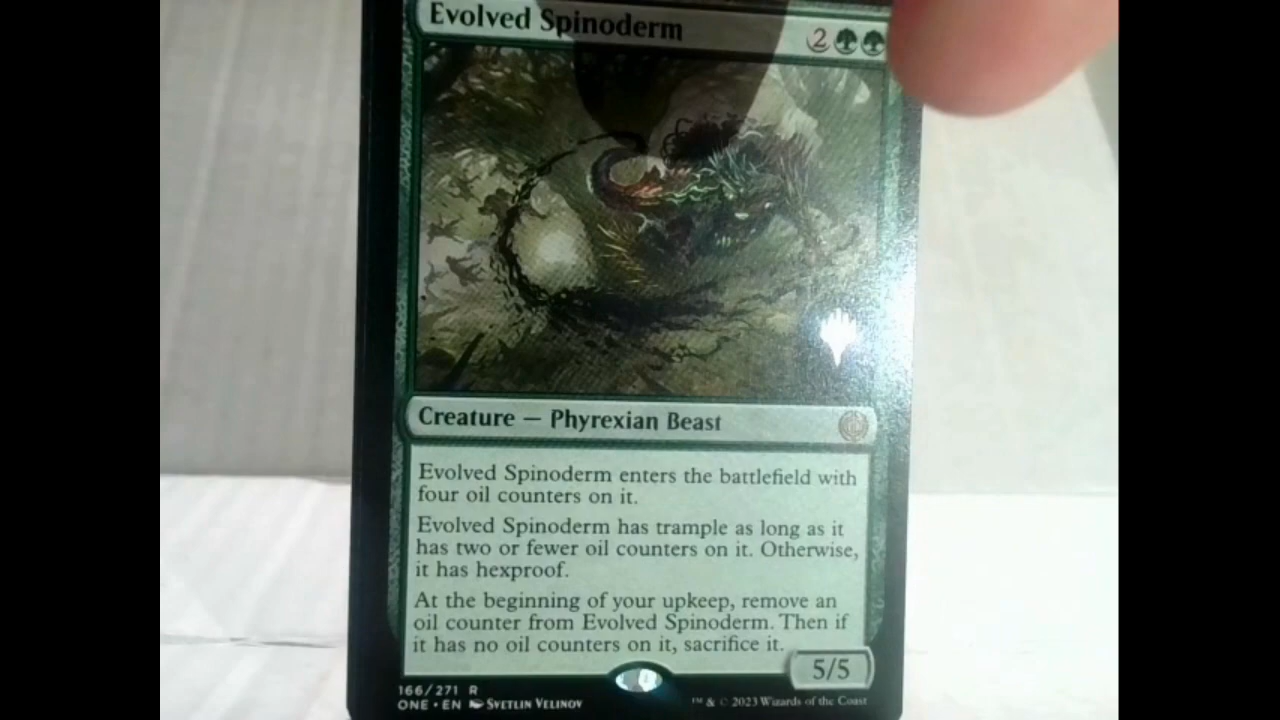 Evolved Spinoderm
2
Creature — Phyrexian Beast
Evolved Spinoderm enters the battlefield with
four oil counters on it.
Evolved Spinoderm has trample as long as it
has two or fewer oil counters on it. Otherwise,
it has hexproof.
At the beginning of your upkeep, remove an
oil counter from Evolved Spinoderm. Then if
it has no oil counters on it, sacrifice it.
5/5
166/271 R
ONE • EN SVETLIN VELINOV
™ & © 2023 Wizards of the Coast